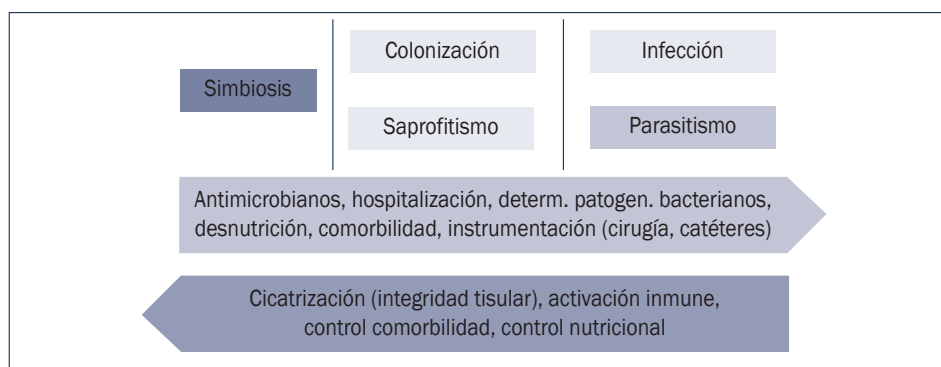 Simbiosis
Colonización
Saprofitismo
Infección
Parasitismo
Antimicrobianos, hospitalización, determ. patogen. bacterianos,
desnutrición, comorbilidad, instrumentación (cirugía, catéteres)
Cicatrización (integridad tisular), activación inmune,
control comorbilidad, control nutricional